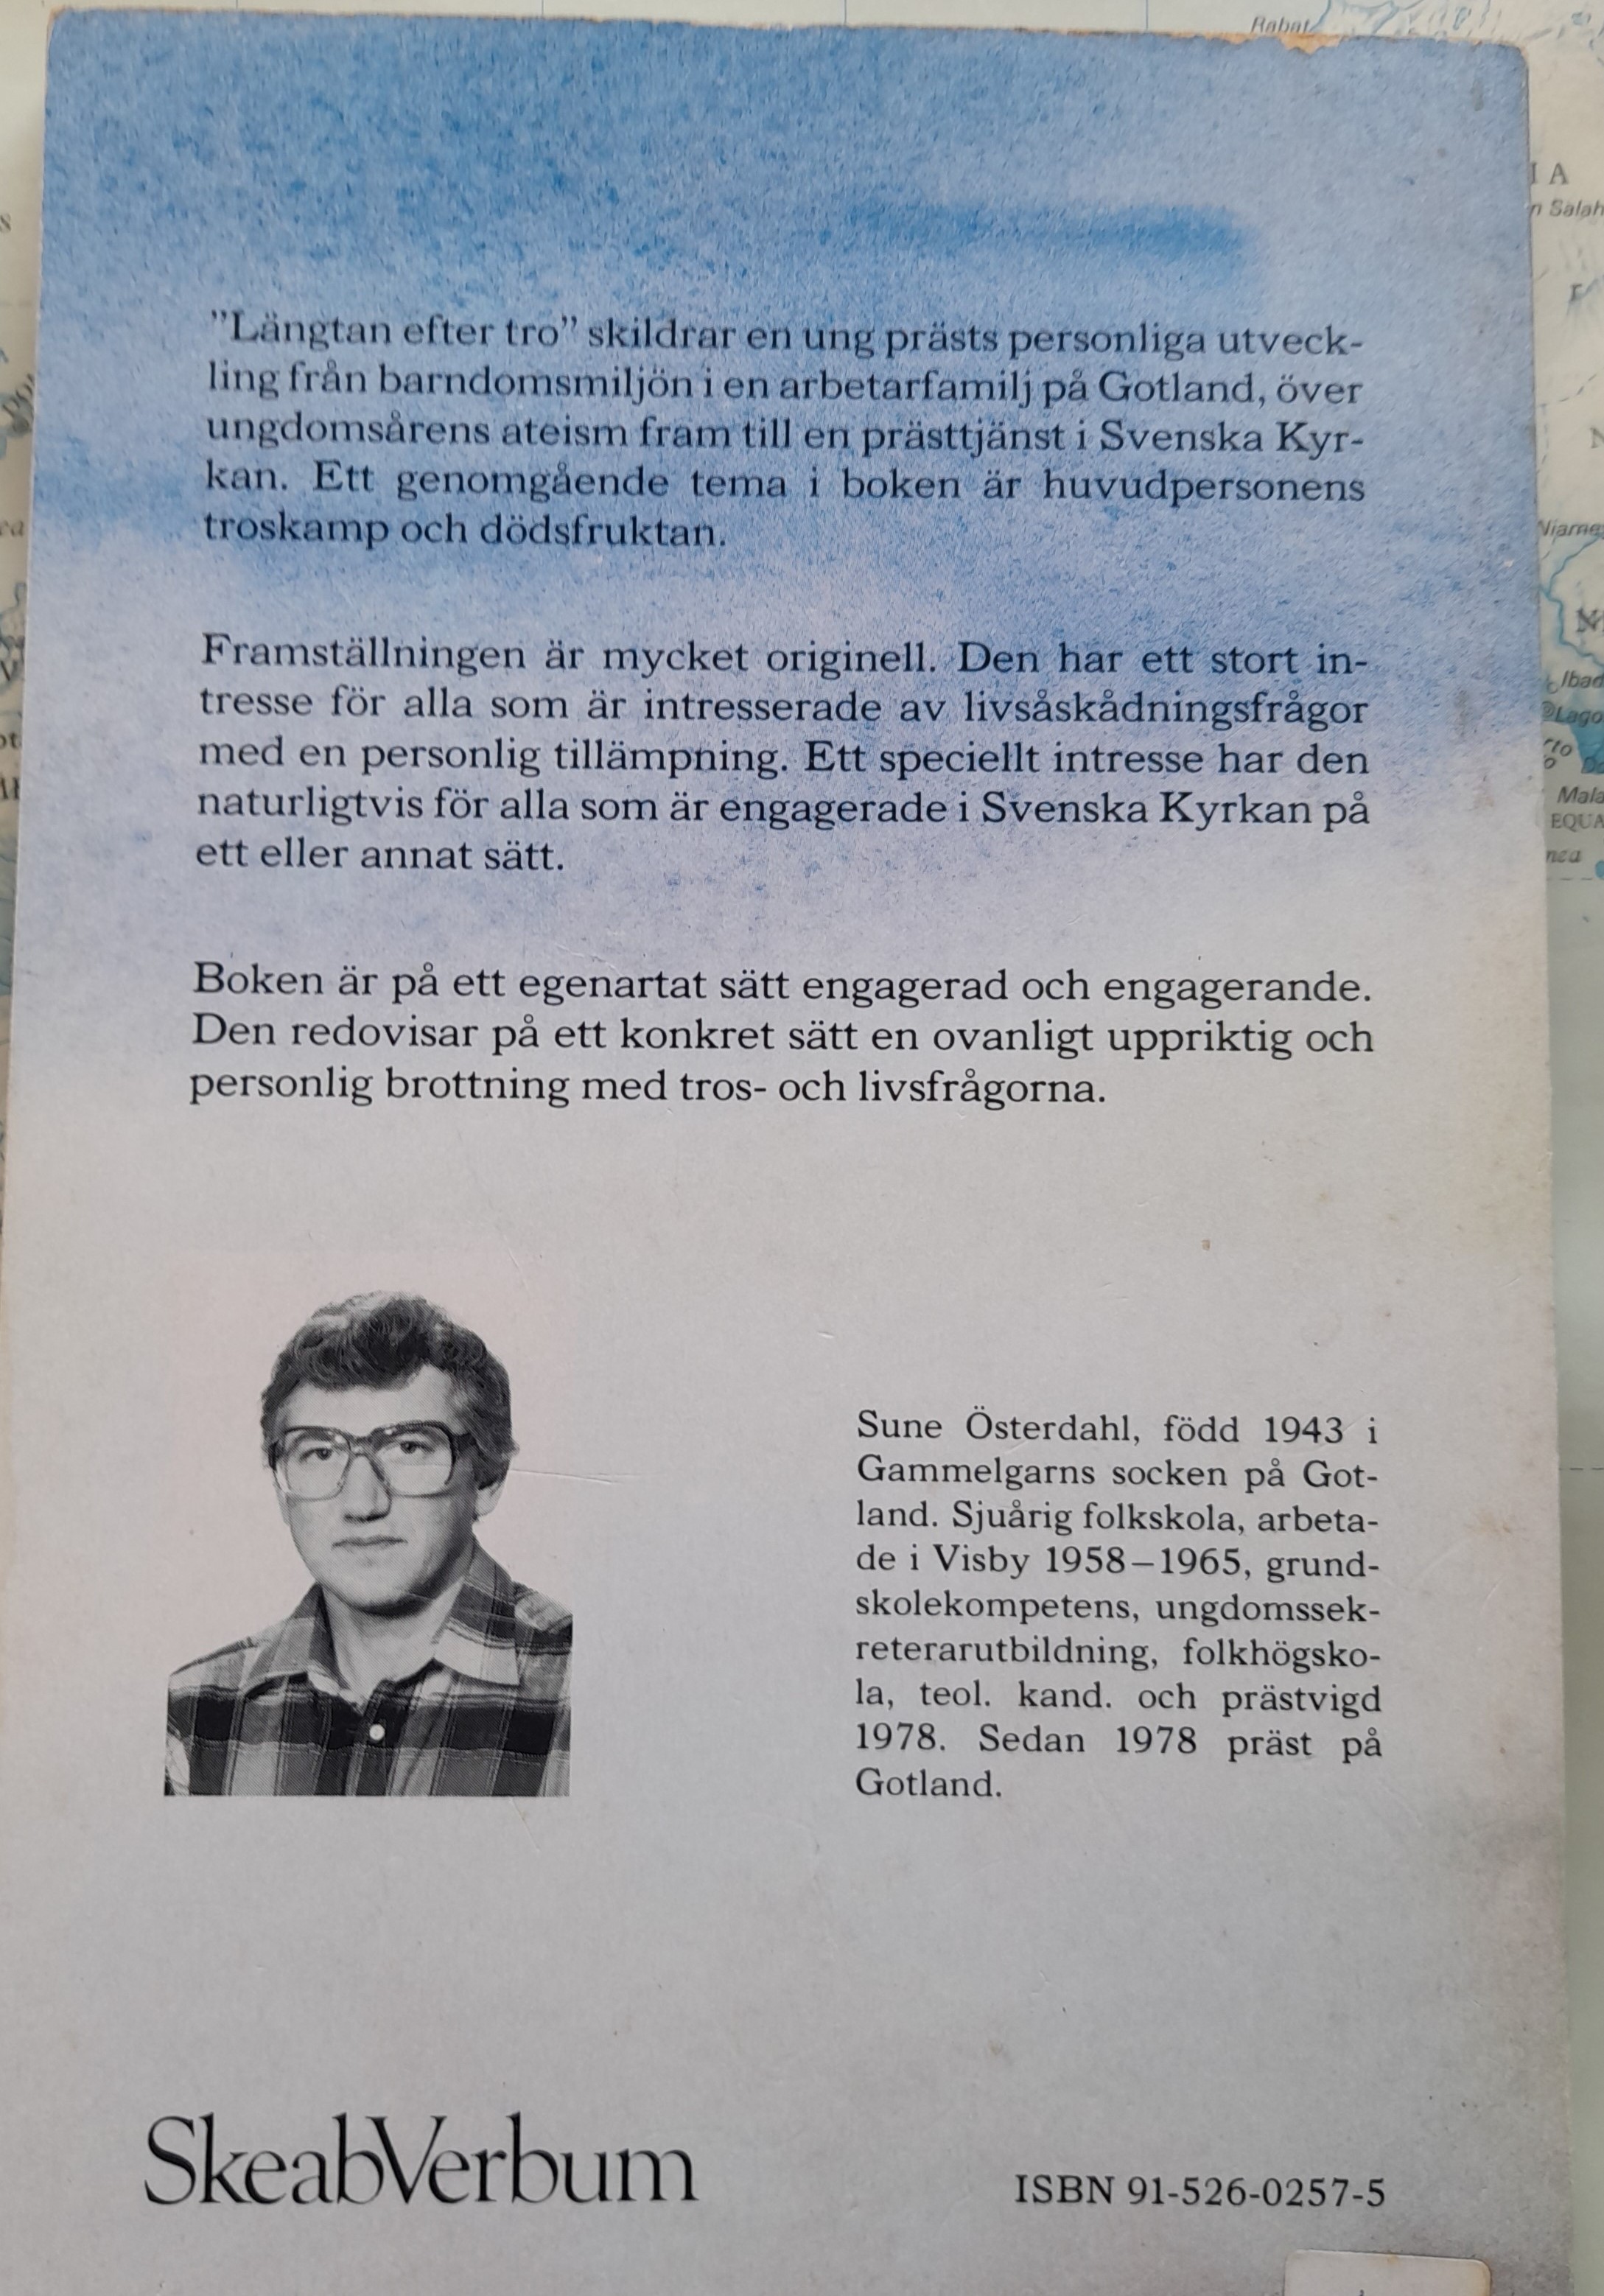 "Längtan efter tro" skildrar en ung prästs personliga utveck-
ling från barndomsmiljön i en arbetarfamilj på Gotland, över
ungdomsårens ateism fram till en prästtjänst i Svenska Kyr-
kan. Ett genomgående tema i boken är huvudpersonens
troskamp och dödsfruktan.
Framställningen är mycket originell. Den har ett stort in-
tresse för alla som är intresserade av livsåskådningsfrågor
med en personlig tillämpning. Ett speciellt intresse har den
naturligtvis för alla som är engagerade i Svenska Kyrkan på
ett eller annat sätt.
Boken är på ett egenartat sätt engagerad och engagerande.
Den redovisar på ett konkret sätt en ovanligt uppriktig och
personlig brottning med tros- och livsfrågorna.
Sune Österdahl, född 1943 i
Gammelgarns socken på Got-
land. Sjuårig folkskola, arbeta-
de i Visby 1958–1965, grund-
skolekompetens, ungdomssek-
reterarutbildning, folkhögsko-
la, teol. kand. och prästvigd
1978. Sedan 1978 präst på
Gotland.
SkeabVerbum
ISBN 91-526-0257-5
Rabat
I A
n Salah
Niame
Ibad
Lago
Mala
EQUA